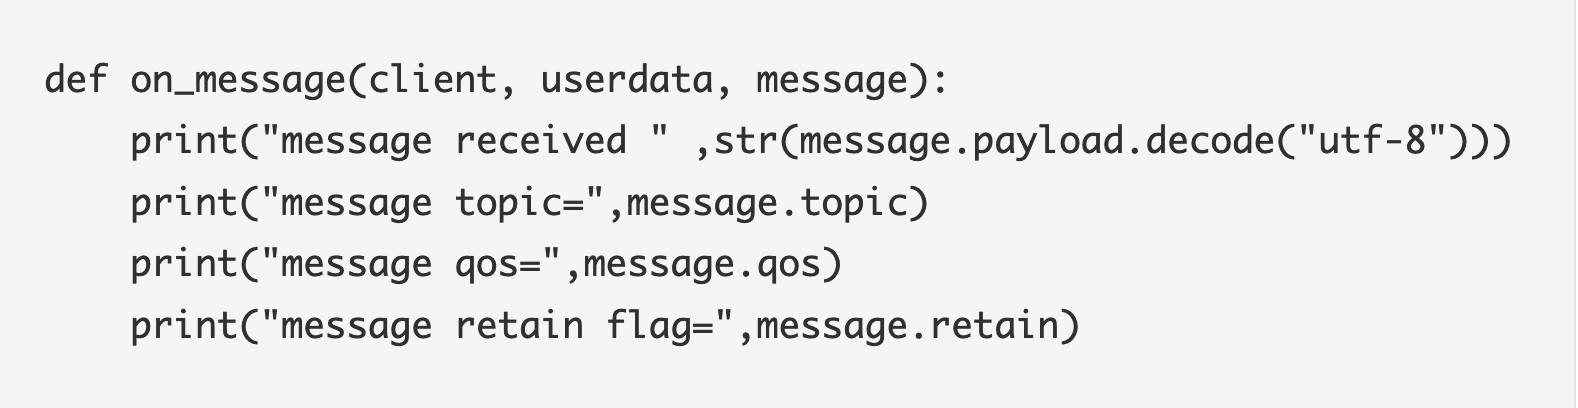 def on_message(client, userdata, message):
    print("message received " ,str(message.payload.decode("utf-8")))
    print("message topic=",message.topic)
    print("message qos=",message.qos)
    print("message retain flag=",message.retain)